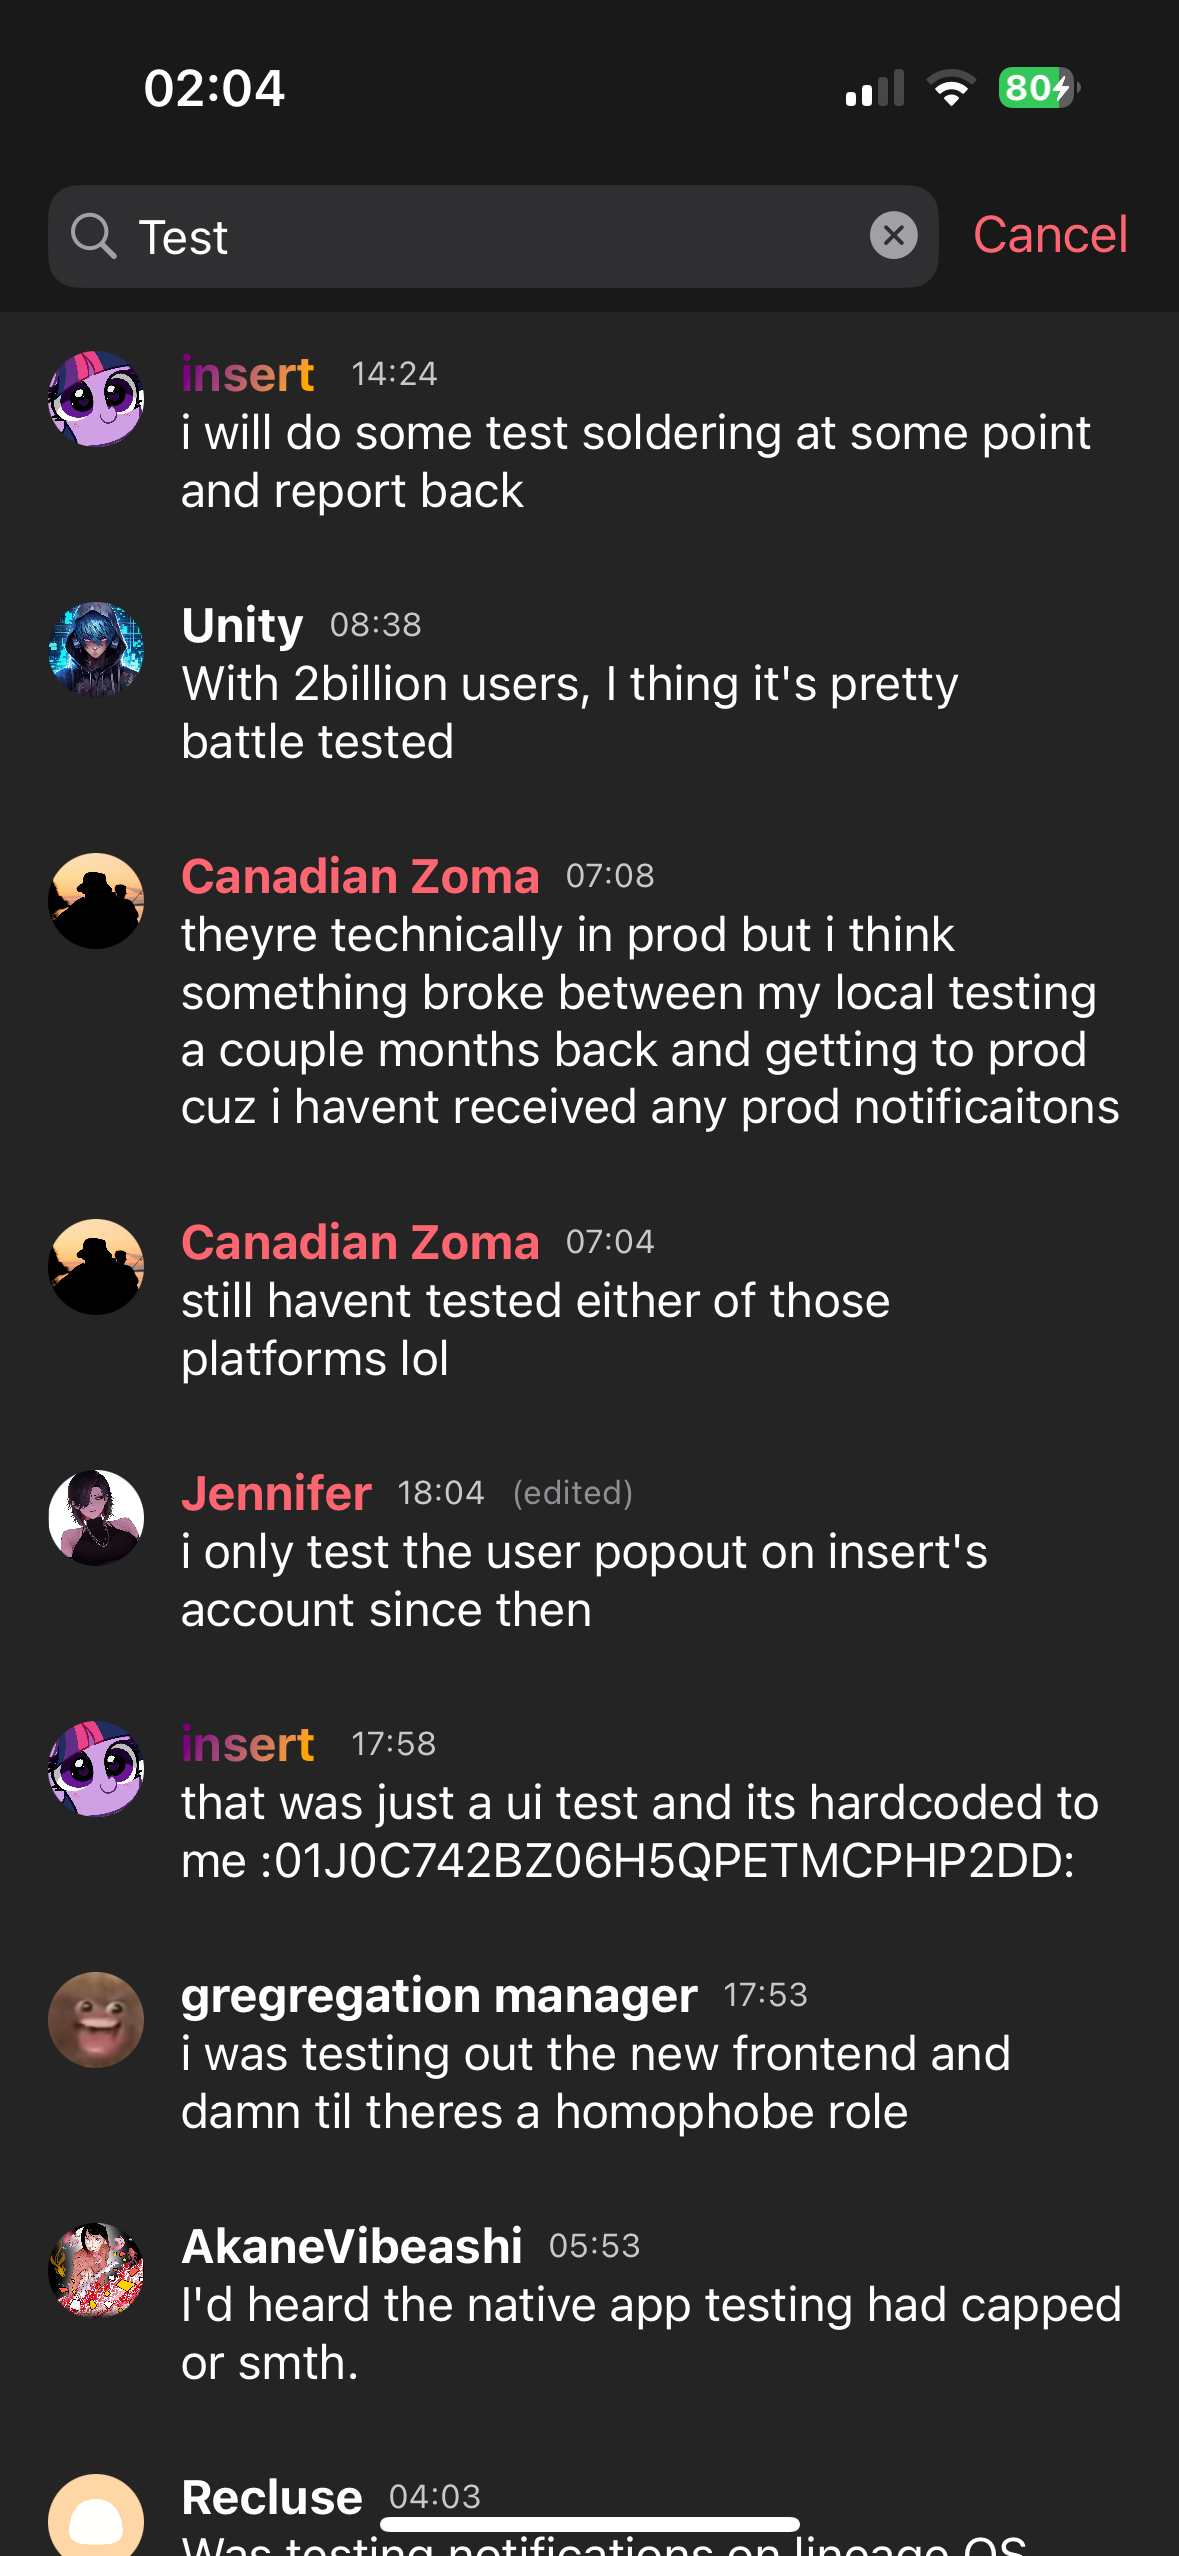 02:04
80
Test
Cancel
insert 14:24
i will do some test soldering at some point
and report back
Unity 08:38
With 2billion users, I thing it's pretty
battle tested
Canadian Zoma 07:08
theyre technically in prod but i think
something broke between my local testing
a couple months back and getting to prod
cuz i havent received any prod notificaitons
Canadian Zoma 07:04
still havent tested either of those
platforms lol
Jennifer 18:04 (edited)
i only test the user popout on insert's
account since then
insert 17:58
that was just a ui test and its hardcoded to
me :01J0C742BZ06H5QPETMCPHP2DD:
gregregation manager 17:53
i was testing out the new frontend and
damn til theres a homophobe role
AkaneVibeashi 05:53
I'd heard the native app testing had capped
or smth.
Recluse 04:03
Was testing notifications on lineage OS